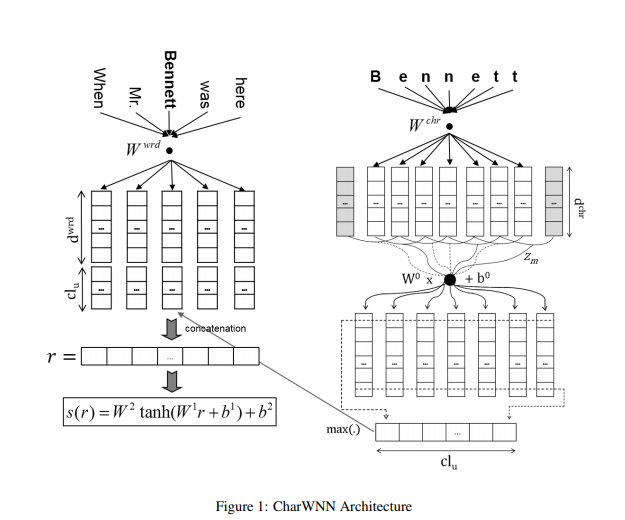 When Mr. Bennett was here
W^wrd
d^wrd
...
...
...
...
...
cl_u
...
...
...
...
...
concatenation
r =
...
s(r) = W^2 tanh(W^1 r + b^1) + b^2
B e n n e t t
W^chr
...
...
...
...
...
...
...
...
...
d^chr
z_m
W^0 x + b^0
...
...
...
...
...
...
...
max(.)
...
cl_u
Figure 1: CharWNN Architecture